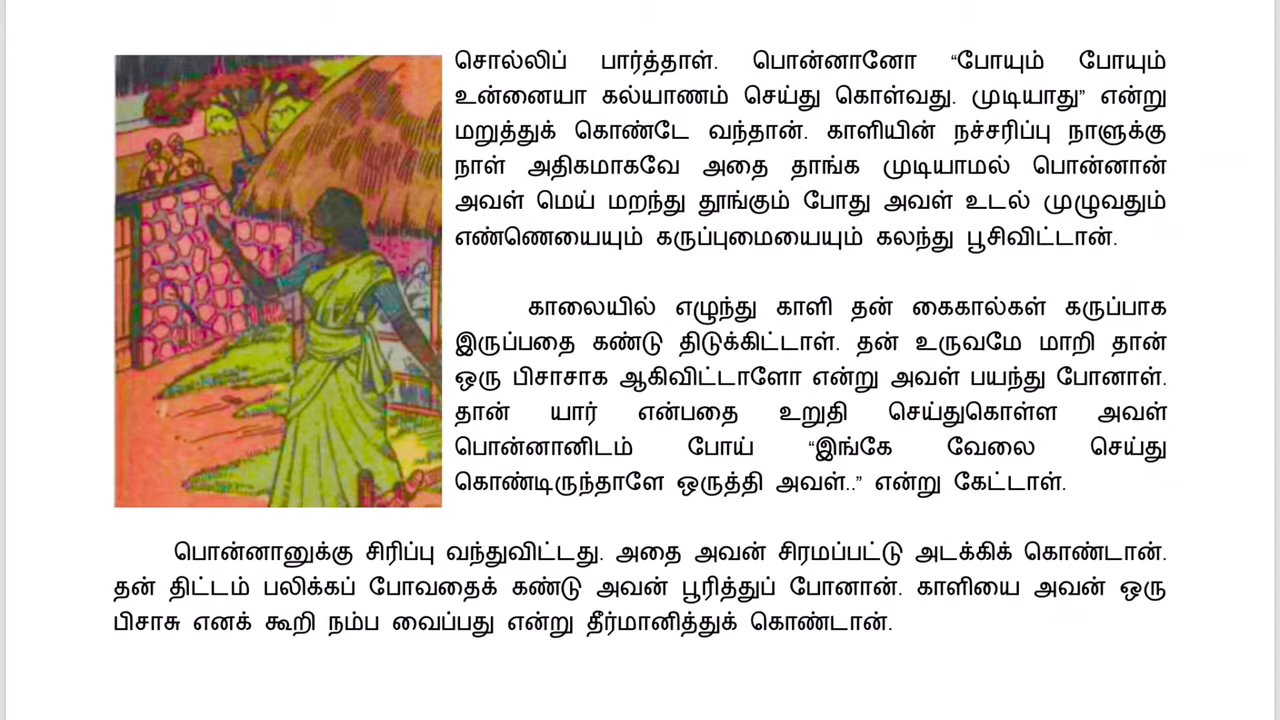 சொல்லிப் பார்த்தாள். பொன்னானோ “போயும் போயும்
உன்னையா கல்யாணம் செய்து கொள்வது. முடியாது” என்று
மறுத்துக் கொண்டே வந்தான். காளியின் நச்சரிப்பு நாளுக்கு
நாள் அதிகமாகவே அதை தாங்க முடியாமல் பொன்னான்
அவள் மெய் மறந்து தூங்கும் போது அவள் உடல் முழுவதும்
எண்ணெயையும் கருப்புமையையும் கலந்து பூசிவிட்டான்.
காலையில் எழுந்து காளி தன் கைகால்கள் கருப்பாக
இருப்பதை கண்டு திடுக்கிட்டாள். தன் உருவமே மாறி தான்
ஒரு பிசாசாக ஆகிவிட்டாளோ என்று அவள் பயந்து போனாள்.
தான் யார் என்பதை உறுதி செய்துகொள்ள அவள்
பொன்னானிடம் போய் “இங்கே வேலை செய்து
கொண்டிருந்தாளே ஒருத்தி அவள்..” என்று கேட்டாள்.
பொன்னானுக்கு சிரிப்பு வந்துவிட்டது. அதை அவன் சிரமப்பட்டு அடக்கிக் கொண்டான்.
தன் திட்டம் பலிக்கப் போவதைக் கண்டு அவன் பூரித்துப் போனான். காளியை அவன் ஒரு
பிசாசு எனக் கூறி நம்ப வைப்பது என்று தீர்மானித்துக் கொண்டான்.